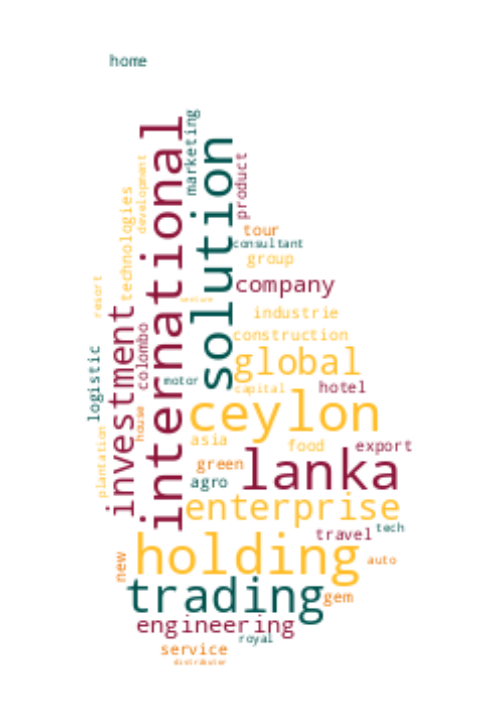 home
international
marketing
solution
product
development
technologies
tour
consultant
group
company
resort
venture
industrie
investment
colombo
construction
logistic
global
motor
hotel
capital
ceylon
house
plantation
asia
food
export
green
lanka
agro
enterprise
travel
tech
holding
new
auto
trading
gem
engineering
royal
service
distributor